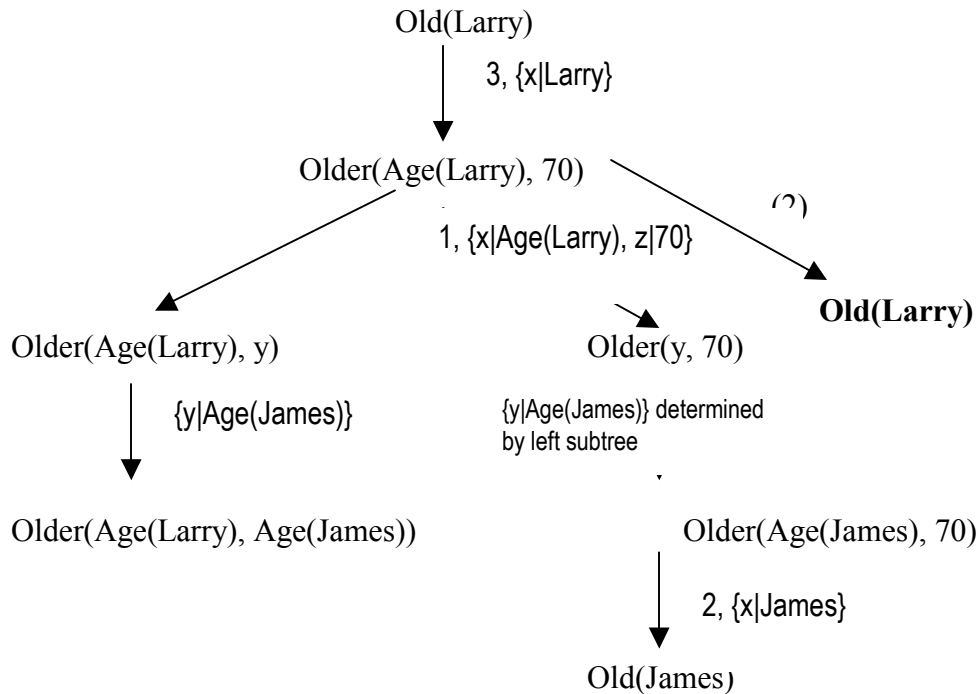 Old(Larry)
3, {x|Larry}
Older(Age(Larry), 70)
(2)
1, {x|Age(Larry), z|70}
Old(Larry)
Older(Age(Larry), y)
Older(y, 70)
{y|Age(James)}
{y|Age(James)} determined
by left subtree
Older(Age(Larry), Age(James))
Older(Age(James), 70)
2, {x|James}
Old(James)